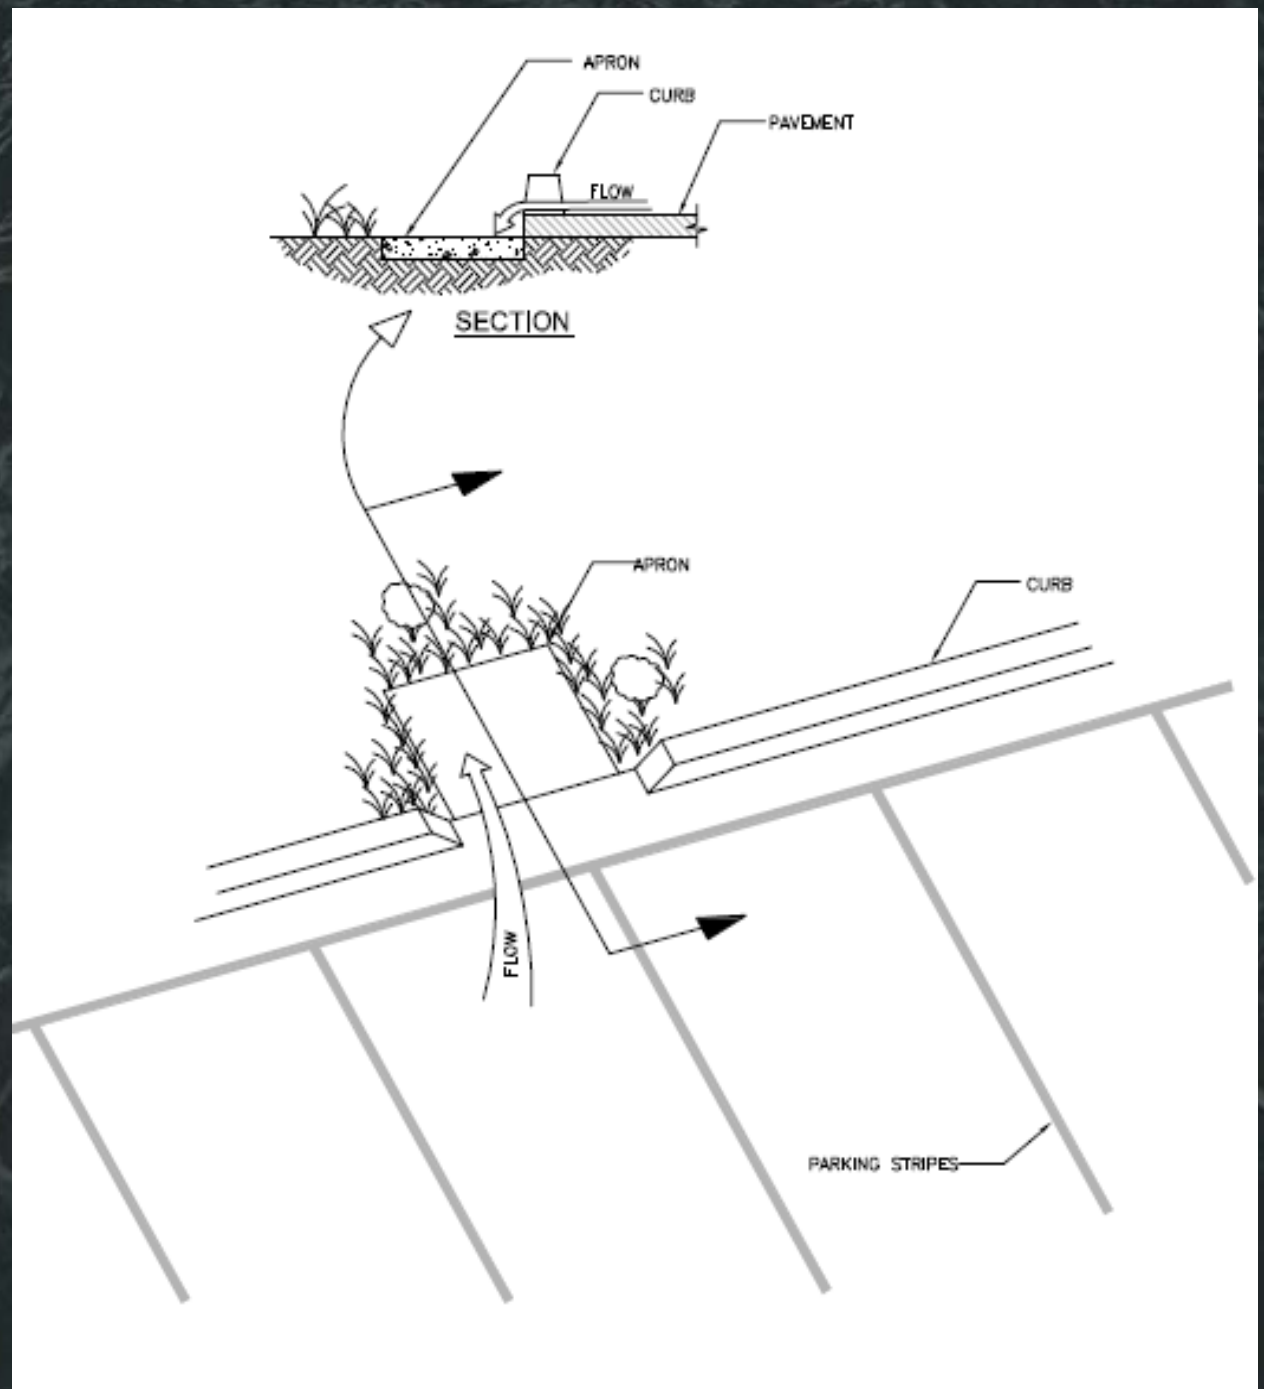 APRON
CURB
PAVEMENT
FLOW
SECTION
APRON
CURB
FLOW
PARKING STRIPES